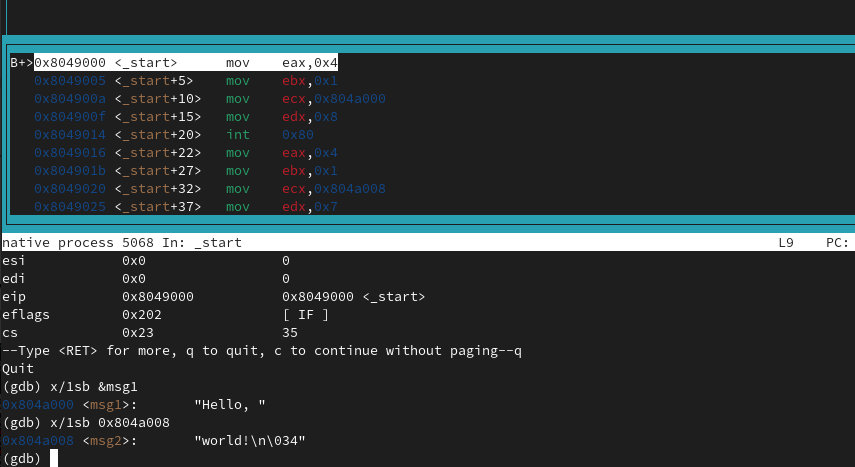 B+>0x8049000 <_start>      mov    eax,0x4
   0x8049005 <_start+5>    mov    ebx,0x1
   0x804900a <_start+10>   mov    ecx,0x804a000
   0x804900f <_start+15>   mov    edx,0x8
   0x8049014 <_start+20>   int    0x80
   0x8049016 <_start+22>   mov    eax,0x4
   0x804901b <_start+27>   mov    ebx,0x1
   0x8049020 <_start+32>   mov    ecx,0x804a008
   0x8049025 <_start+37>   mov    edx,0x7
native process 5068 In: _start                                   L9    PC:
esi            0x0                 0
edi            0x0                 0
eip            0x8049000           0x8049000 <_start>
eflags         0x202               [ IF ]
cs             0x23                35
--Type <RET> for more, q to quit, c to continue without paging--q
Quit
(gdb) x/1sb &msg1
0x804a000 <msg1>:       "Hello, "
(gdb) x/1sb 0x804a008
0x804a008 <msg2>:       "world!\n\034"
(gdb)